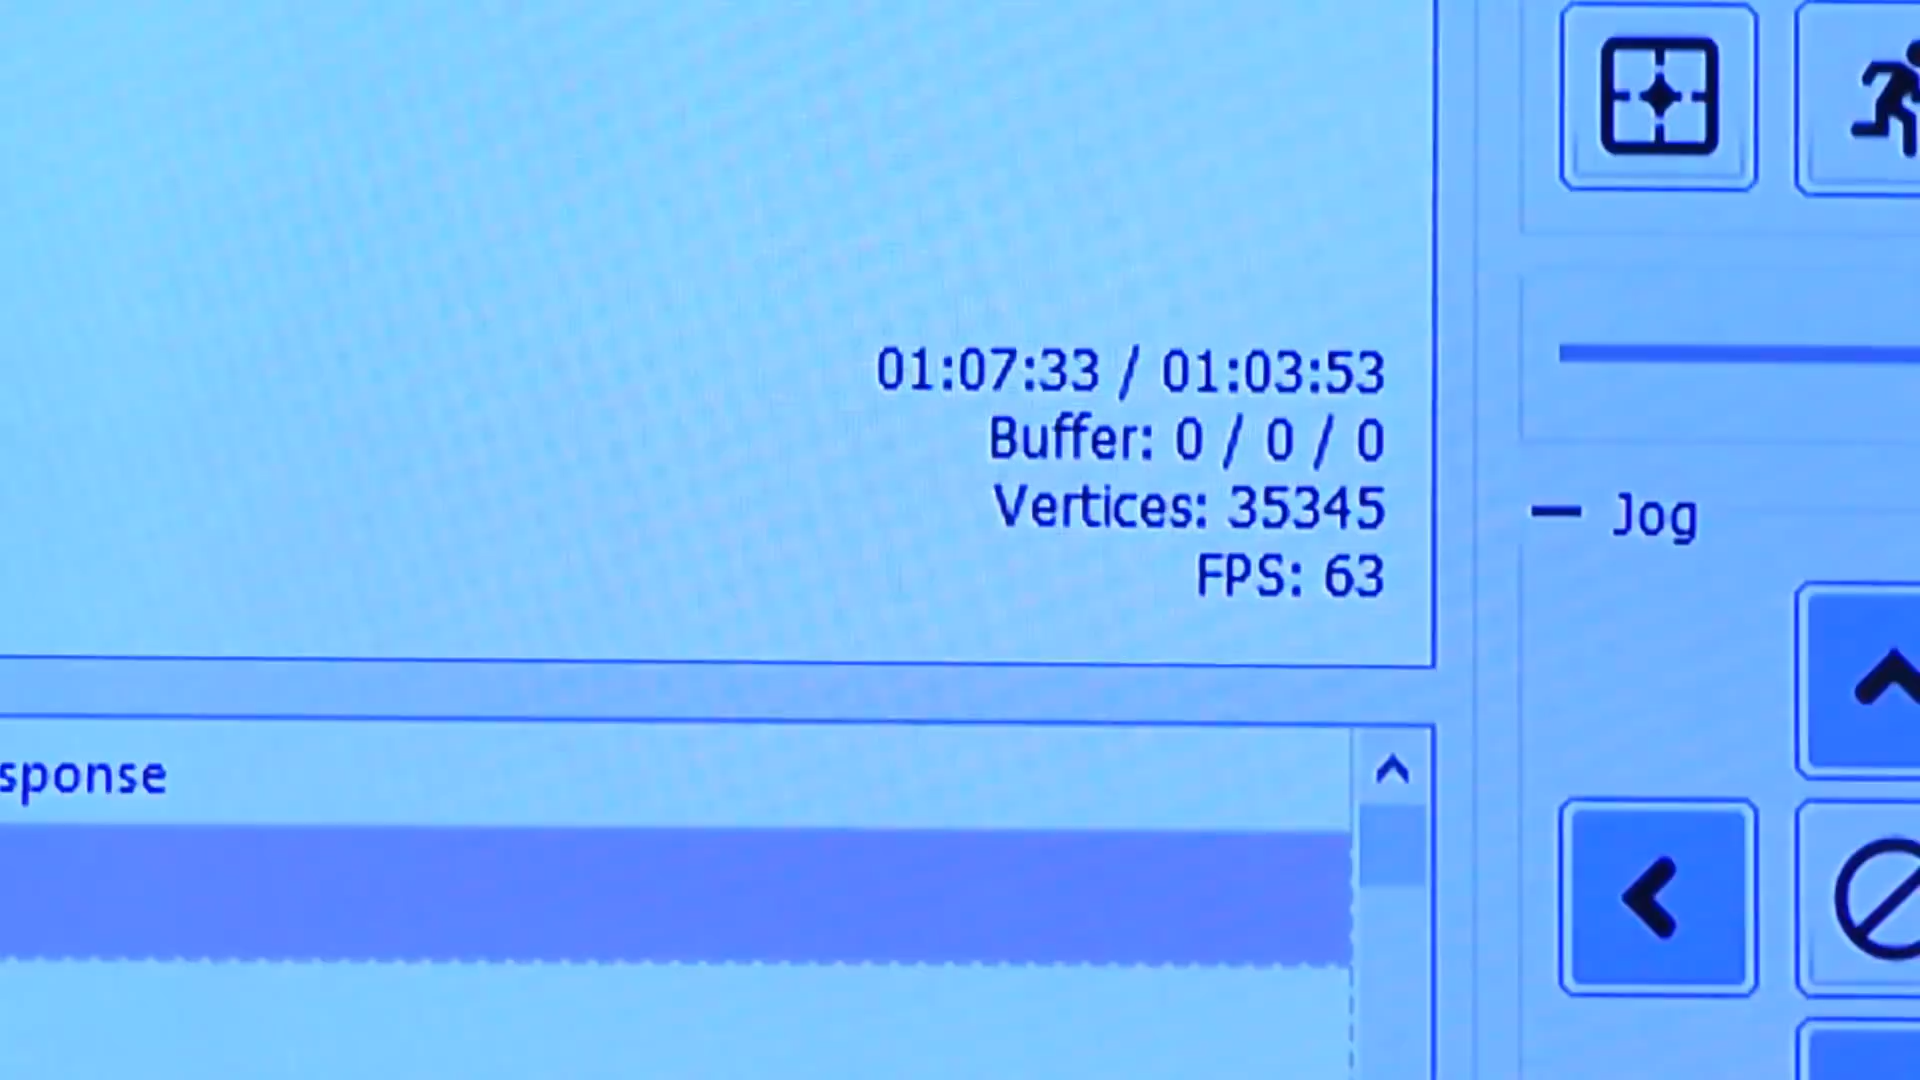 01:07:33 / 01:03:53
Buffer: 0 / 0 / 0
Vertices: 35345
FPS: 63
Jog
sponse